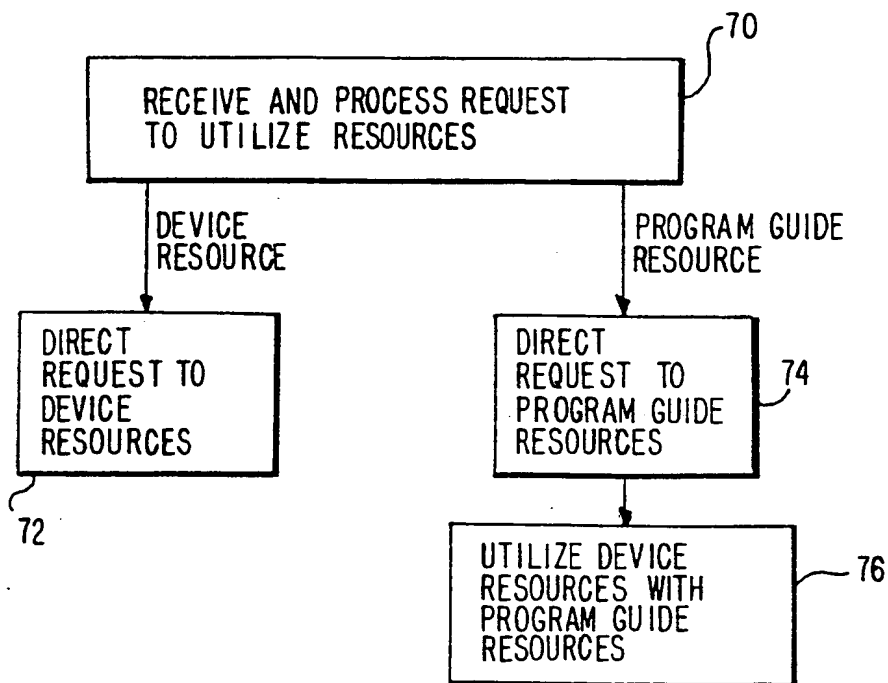 70
RECEIVE AND PROCESS REQUEST
TO UTILIZE RESOURCES
DEVICE
RESOURCE
PROGRAM GUIDE
RESOURCE
DIRECT
REQUEST TO
DEVICE
RESOURCES
72
DIRECT
REQUEST TO
PROGRAM GUIDE
RESOURCES
74
UTILIZE DEVICE
RESOURCES WITH
PROGRAM GUIDE
RESOURCES
76